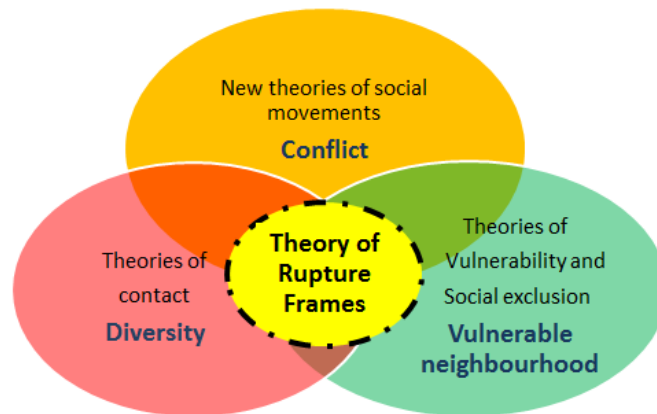 New theories of social
movements
Conflict
Theories of
contact
Diversity
Theory of
Rupture
Frames
Theories of
Vulnerability and
Social exclusion
Vulnerable
neighbourhood